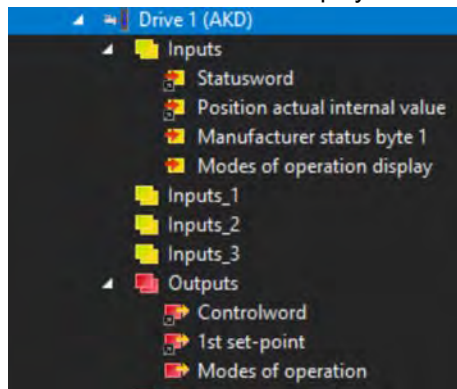 Drive 1 (AKD)
Inputs
Statusword
Position actual internal value
Manufacturer status byte 1
Modes of operation display
Inputs_1
Inputs_2
Inputs_3
Outputs
Controlword
1st set-point
Modes of operation